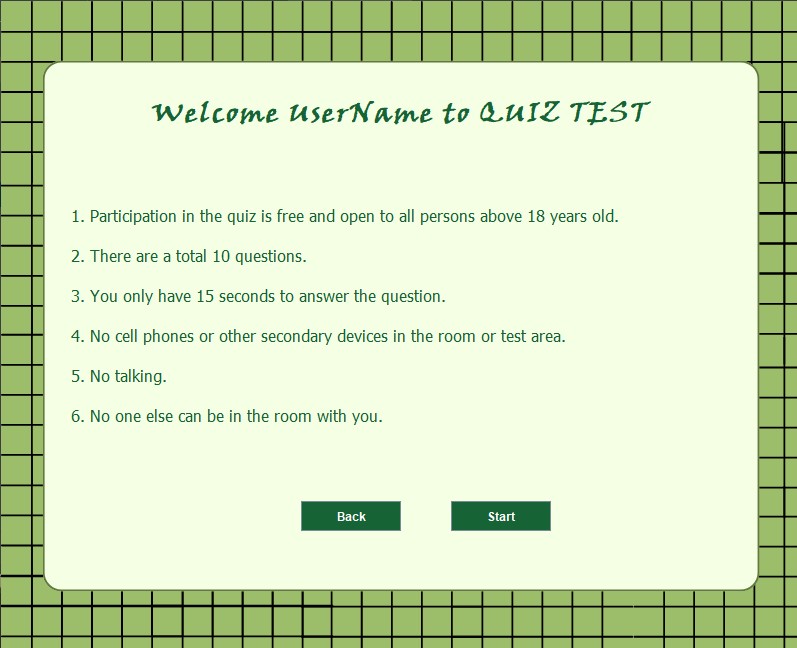 Welcome UserName to QUIZ TEST
1. Participation in the quiz is free and open to all persons above 18 years old.
2. There are a total 10 questions.
3. You only have 15 seconds to answer the question.
4. No cell phones or other secondary devices in the room or test area.
5. No talking.
6. No one else can be in the room with you.
Back Start